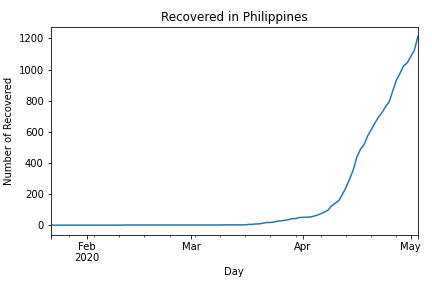 Recovered in Philippines
Number of Recovered
1200
1000
800
600
400
200
0
Feb
2020
Mar
Apr
May
Day